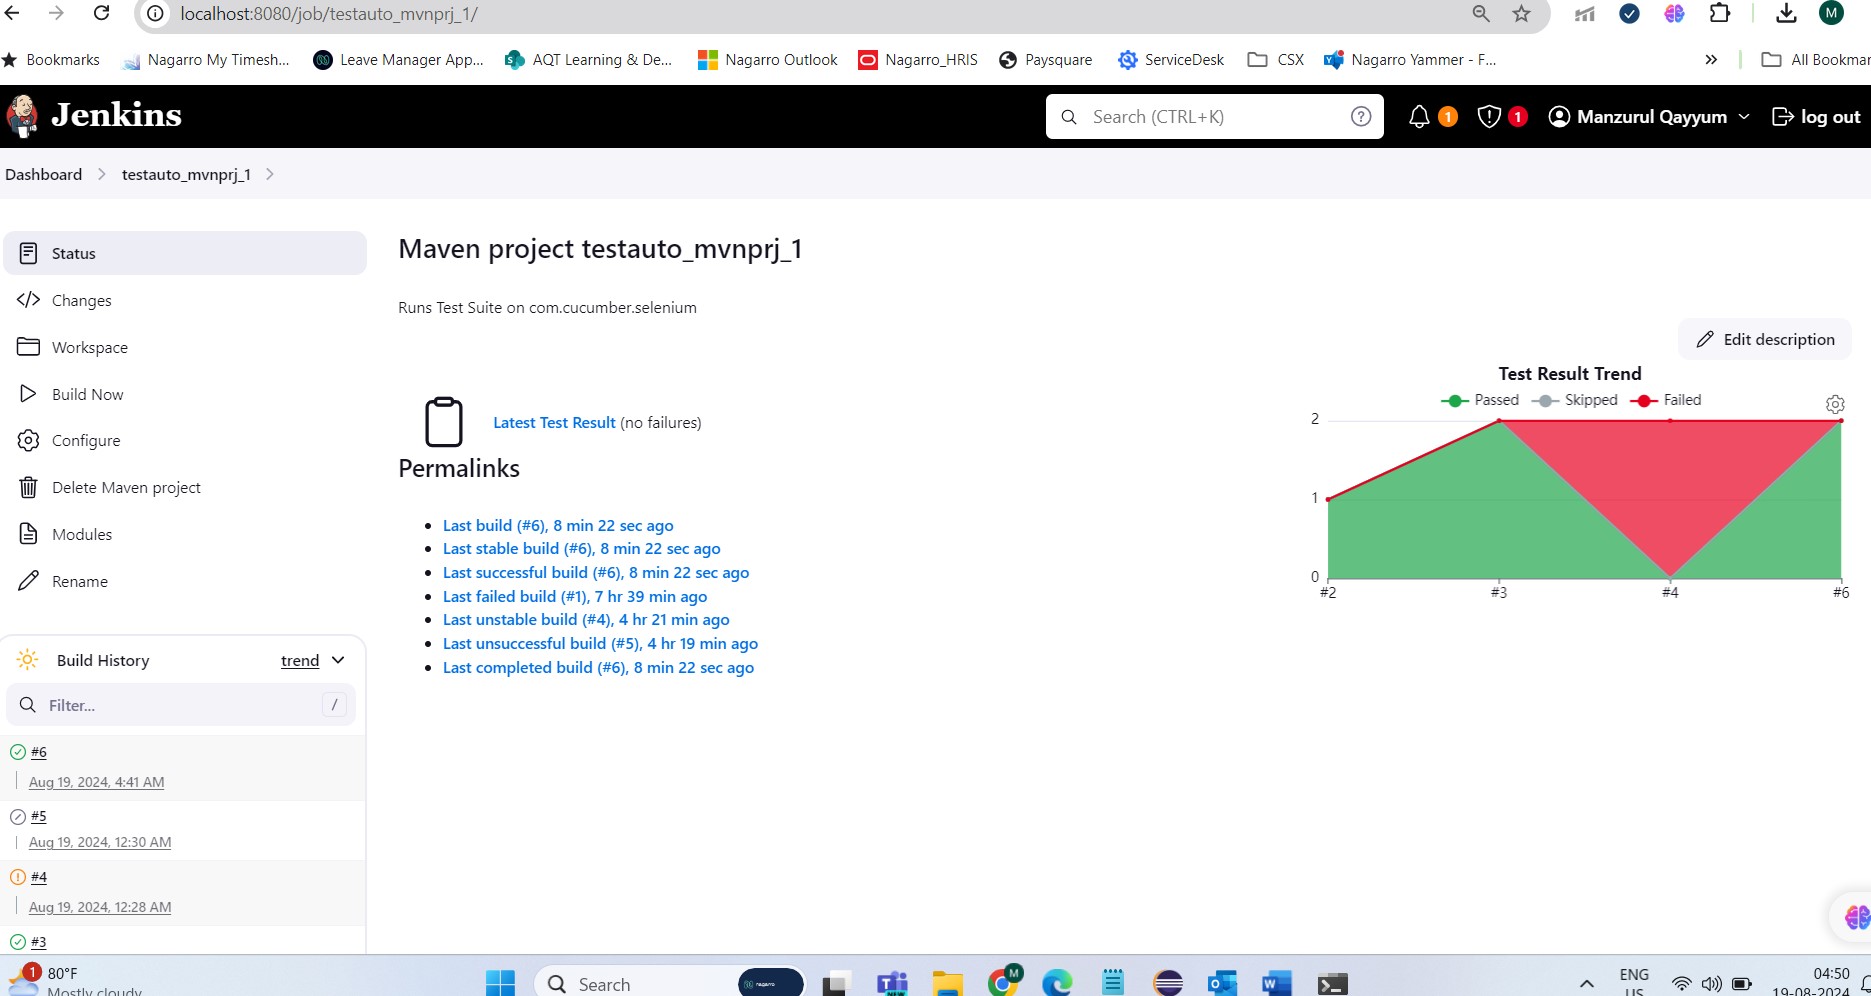 localhost:8080/job/testauto_mvnprj_1/
M
Bookmarks
Nagarro My Timesh...
Leave Manager App...
AQT Learning & De...
Nagarro Outlook
Nagarro_HRIS
Paysquare
ServiceDesk
CSX
Nagarro Yammer - F...
»
All Bookmar
Jenkins
Search (CTRL+K)
1
1
Manzurul Qayyum
log out
Dashboard
testauto_mvnprj_1
Status
Changes
Workspace
Build Now
Configure
Delete Maven project
Modules
Rename
Build History
trend
Filter...
/
#6
Aug 19, 2024, 4:41 AM
#5
Aug 19, 2024, 12:30 AM
#4
Aug 19, 2024, 12:28 AM
#3
Maven project testauto_mvnprj_1
Runs Test Suite on com.cucumber.selenium
Edit description
Latest Test Result (no failures)
Permalinks
Last build (#6), 8 min 22 sec ago
Last stable build (#6), 8 min 22 sec ago
Last successful build (#6), 8 min 22 sec ago
Last failed build (#1), 7 hr 39 min ago
Last unstable build (#4), 4 hr 21 min ago
Last unsuccessful build (#5), 4 hr 19 min ago
Last completed build (#6), 8 min 22 sec ago
Test Result Trend
Passed
Skipped
Failed
2
1
0
#2
#3
#4
#6
1
80°F
Mostly cloudy
Search
nagarro
NEW
M
ENG
US
04:50
19-08-2024